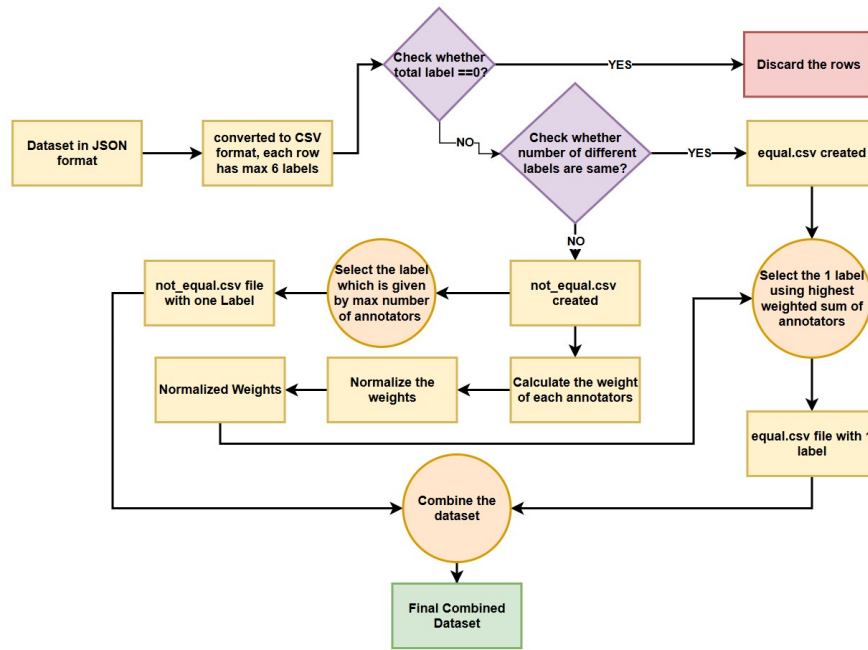 Check whether
total label ==0?
YES
Discard the rows
Dataset in JSON
format
converted to CSV
format, each row
has max 6 labels
NO
Check whether
number of different
labels are same?
YES
equal.csv created
NO
not_equal.csv file
with one Label
Select the label
which is given
by max number
of annotators
not_equal.csv
created
Select the 1 label
using highest
weighted sum of
annotators
Normalized Weights
Normalize the
weights
Calculate the weight
of each annotators
equal.csv file with 1
label
Combine the
dataset
Final Combined
Dataset